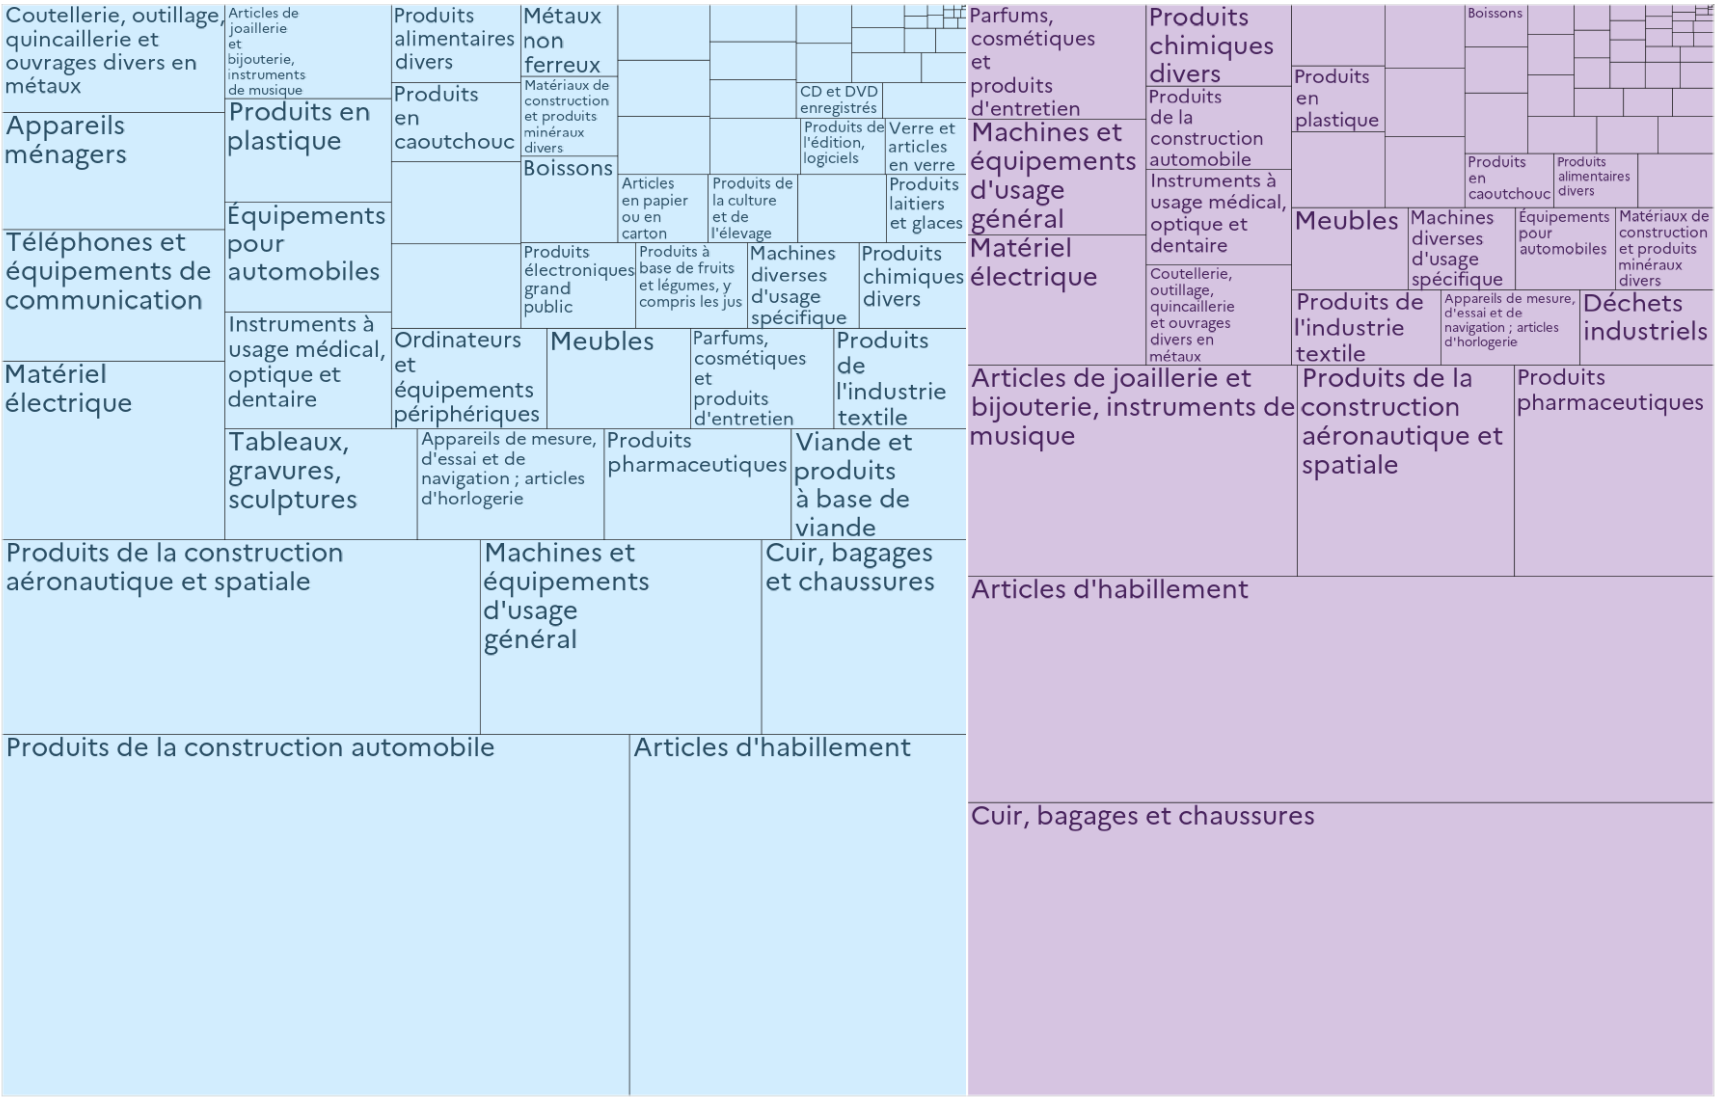 Coutellerie, outillage,
quincaillerie et
ouvrages divers en
métaux
Appareils
ménagers
Téléphones et
équipements de
communication
Matériel
électrique
Articles de
joaillerie
et
bijouterie,
instruments
de musique
Produits en
plastique
Équipements
pour
automobiles
Instruments à
usage médical,
optique et
dentaire
Produits
alimentaires
divers
Produits
en
caoutchouc
Métaux
non
ferreux
Matériaux de
construction
et produits
minéraux
divers
Boissons
CD et DVD
enregistrés
Produits de
l'édition,
logiciels
Verre et
articles
en verre
Articles
en papier
ou en
carton
Produits de
la culture
et de
l'élevage
Produits
laitiers
et glaces
Produits
électroniques
grand
public
Produits à
base de fruits
et légumes, y
compris les jus
Machines
diverses
d'usage
spécifique
Produits
chimiques
divers
Ordinateurs
et
équipements
périphériques
Meubles
Parfums,
cosmétiques
et
produits
d'entretien
Produits
de
l'industrie
textile
Tableaux,
gravures,
sculptures
Appareils de mesure,
d'essai et de
navigation ; articles
d'horlogerie
Produits
pharmaceutiques
Viande et
produits
à base de
viande
Produits de la construction
aéronautique et spatiale
Machines et
équipements
d'usage
général
Cuir, bagages
et chaussures
Produits de la construction automobile
Articles d'habillement
Parfums,
cosmétiques
et
produits
d'entretien
Machines et
équipements
d'usage
général
Matériel
électrique
Produits
chimiques
divers
Produits
de la
construction
automobile
Instruments à
usage médical,
optique et
dentaire
Coutellerie,
outillage,
quincaillerie
et ouvrages
divers en
métaux
Produits
en
plastique
Boissons
Produits
en
caoutchouc
Produits
alimentaires
divers
Meubles
Machines
diverses
d'usage
spécifique
Équipements
pour
automobiles
Matériaux de
construction
et produits
minéraux
divers
Produits de
l'industrie
textile
Appareils de mesure,
d'essai et de
navigation ; articles
d'horlogerie
Déchets
industriels
Articles de joaillerie et
bijouterie, instruments de
musique
Produits de la
construction
aéronautique et
spatiale
Produits
pharmaceutiques
Articles d'habillement
Cuir, bagages et chaussures